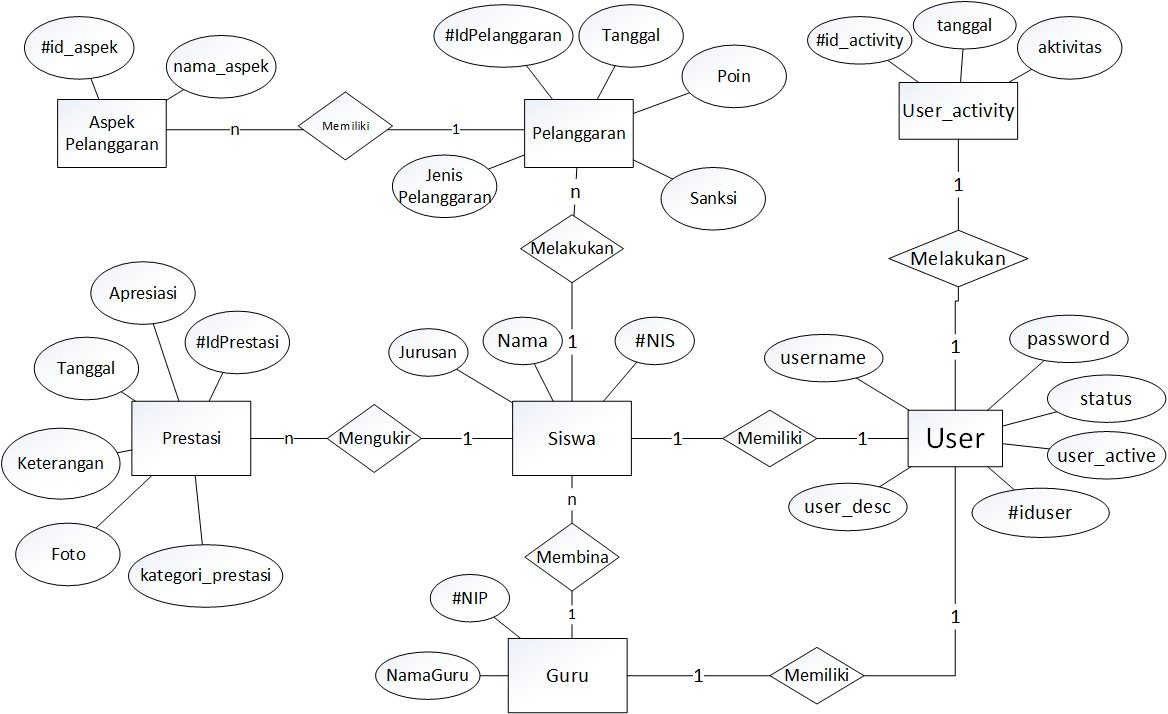 #id_aspek
nama_aspek
Aspek
Pelanggaran
n
Memiliki
1
#IdPelanggaran
Tanggal
Poin
Pelanggaran
Jenis
Pelanggaran
Sanksi
n
Melakukan
1
#id_activity
tanggal
aktivitas
User_activity
1
Melakukan
1
Apresiasi
#IdPrestasi
Tanggal
Keterangan
Foto
kategori_prestasi
Prestasi
n
Mengukir
1
Jurusan
Nama
#NIS
Siswa
1
Memiliki
1
username
password
status
user_active
#iduser
user_desc
User
n
Membina
1
#NIP
NamaGuru
Guru
1
Memiliki
1